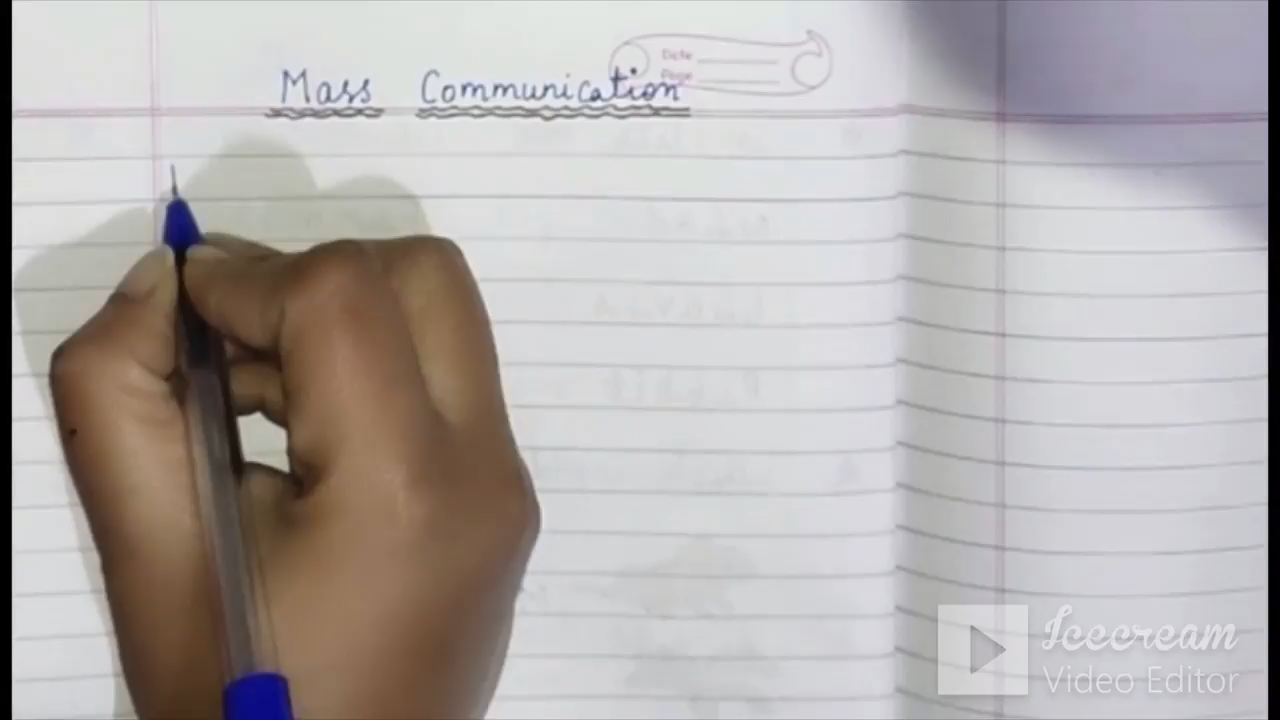 Date
Page
Mass Communication
Icecream
Video Editor